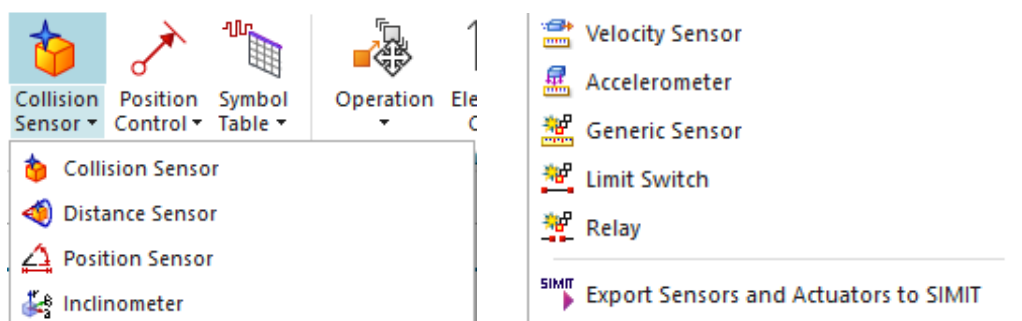 Collision Position Symbol Operation Ele
Sensor Control Table
Collision Sensor
Distance Sensor
Position Sensor
Inclinometer
Velocity Sensor
Accelerometer
Generic Sensor
Limit Switch
Relay
SIMIT
Export Sensors and Actuators to SIMIT